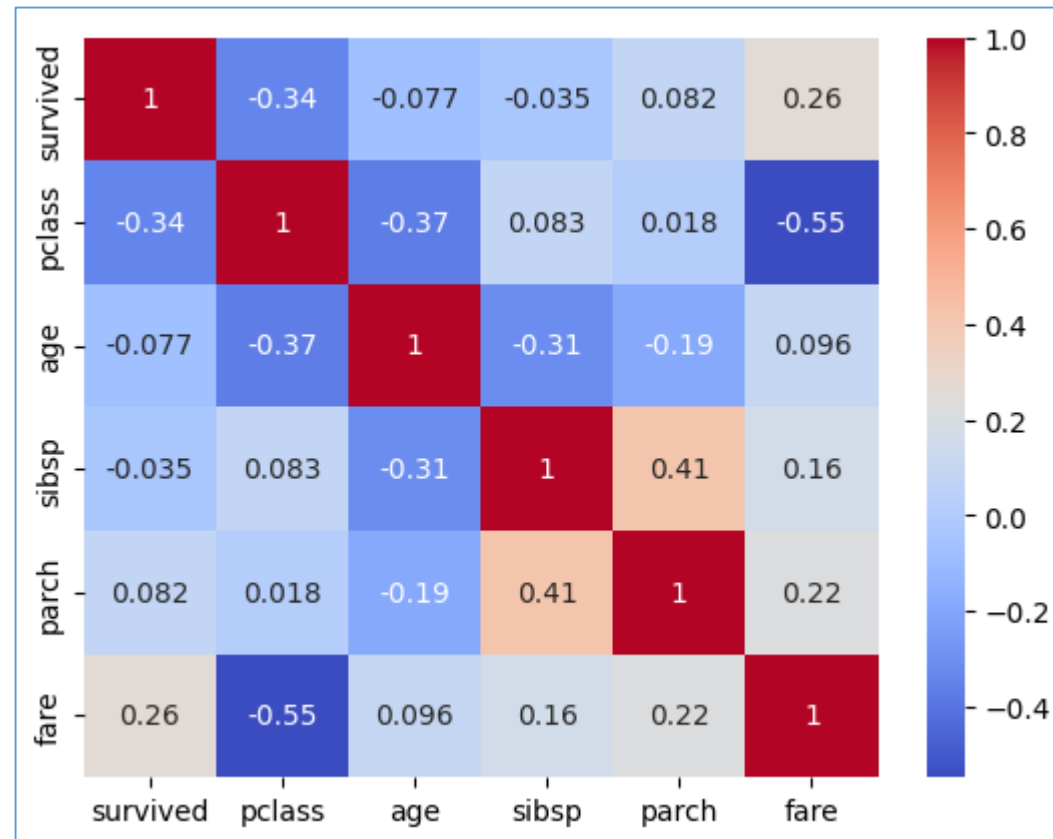 survived 1 -0.34 -0.077 -0.035 0.082 0.26
pclass -0.34 1 -0.37 0.083 0.018 -0.55
age -0.077 -0.37 1 -0.31 -0.19 0.096
sibsp -0.035 0.083 -0.31 1 0.41 0.16
parch 0.082 0.018 -0.19 0.41 1 0.22
fare 0.26 -0.55 0.096 0.16 0.22 1
survived pclass age sibsp parch fare
1.0
0.8
0.6
0.4
0.2
0.0
−0.2
−0.4